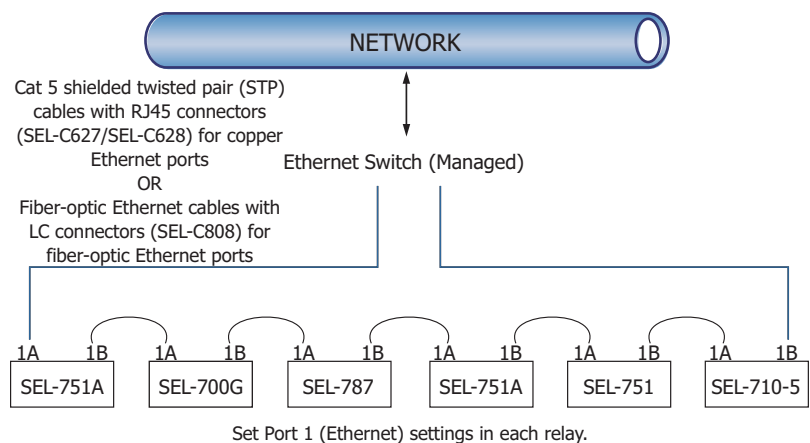 NETWORK
Cat 5 shielded twisted pair (STP)
cables with RJ45 connectors
(SEL-C627/SEL-C628) for copper
Ethernet ports
OR
Fiber-optic Ethernet cables with
LC connectors (SEL-C808) for
fiber-optic Ethernet ports
Ethernet Switch (Managed)
1A 1B 1A 1B 1A 1B 1A 1B 1A 1B 1A 1B
SEL-751A SEL-700G SEL-787 SEL-751A SEL-751 SEL-710-5
Set Port 1 (Ethernet) settings in each relay.